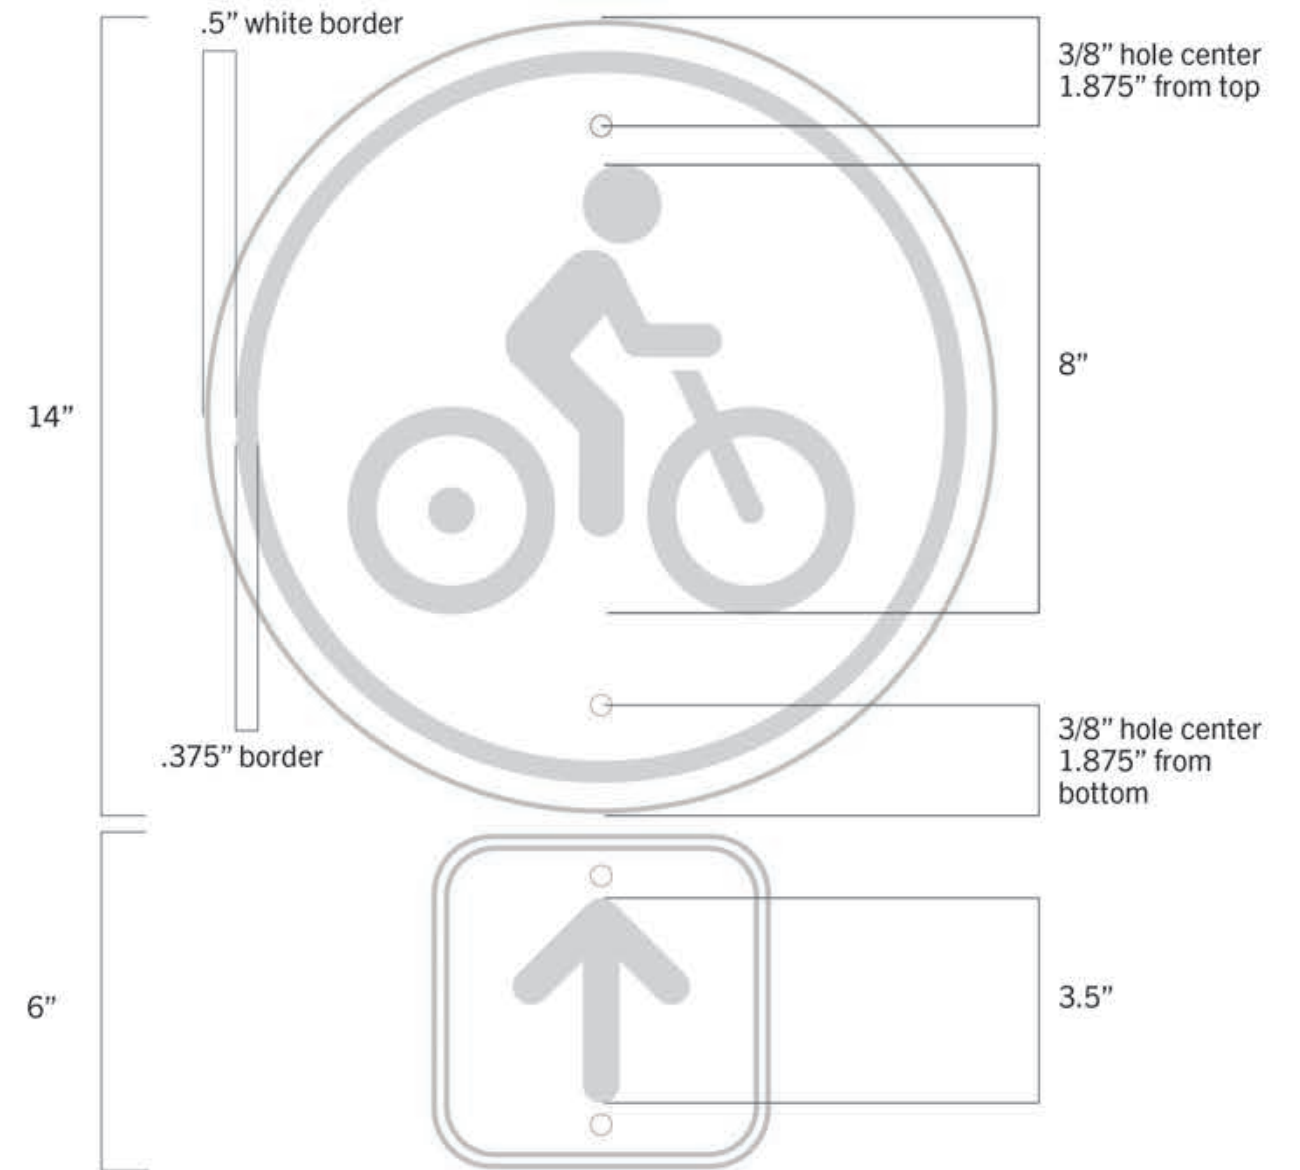 .5” white border
3/8” hole center
1.875” from top
8”
14”
3/8” hole center
1.875” from
bottom
.375” border
6”
3.5”